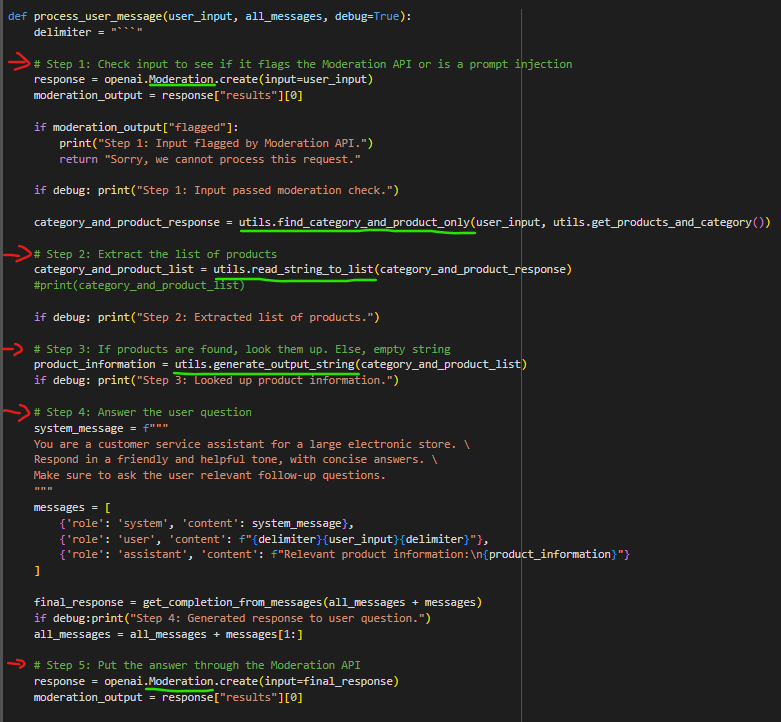 def process_user_message(user_input, all_messages, debug=True):
    delimiter = "```"

    # Step 1: Check input to see if it flags the Moderation API or is a prompt injection
    response = openai.Moderation.create(input=user_input)
    moderation_output = response["results"][0]

    if moderation_output["flagged"]:
        print("Step 1: Input flagged by Moderation API.")
        return "Sorry, we cannot process this request."

    if debug: print("Step 1: Input passed moderation check.")

    category_and_product_response = utils.find_category_and_product_only(user_input, utils.get_products_and_category())

    # Step 2: Extract the list of products
    category_and_product_list = utils.read_string_to_list(category_and_product_response)
    #print(category_and_product_list)

    if debug: print("Step 2: Extracted list of products.")

    # Step 3: If products are found, look them up. Else, empty string
    product_information = utils.generate_output_string(category_and_product_list)
    if debug: print("Step 3: Looked up product information.")

    # Step 4: Answer the user question
    system_message = f"""
    You are a customer service assistant for a large electronic store. \
    Respond in a friendly and helpful tone, with concise answers. \
    Make sure to ask the user relevant follow-up questions.
    """
    messages = [
        {'role': 'system', 'content': system_message},
        {'role': 'user', 'content': f"{delimiter}{user_input}{delimiter}"},
        {'role': 'assistant', 'content': f"Relevant product information:\n{product_information}"}
    ]

    final_response = get_completion_from_messages(all_messages + messages)
    if debug:print("Step 4: Generated response to user question.")
    all_messages = all_messages + messages[1:]

    # Step 5: Put the answer through the Moderation API
    response = openai.Moderation.create(input=final_response)
    moderation_output = response["results"][0]